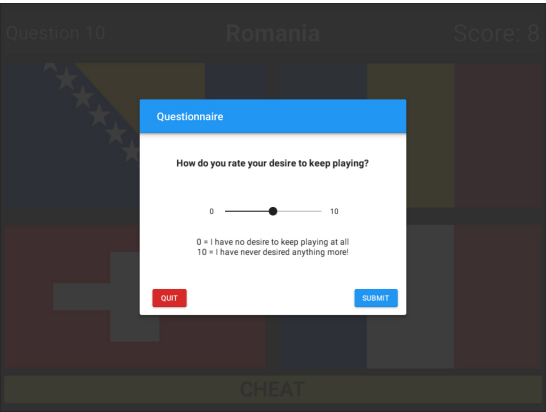 Question 10
Romania
Score: 8
Questionnaire
How do you rate your desire to keep playing?
0
10
0 = I have no desire to keep playing at all
10 = I have never desired anything more!
QUIT
SUBMIT
CHEAT